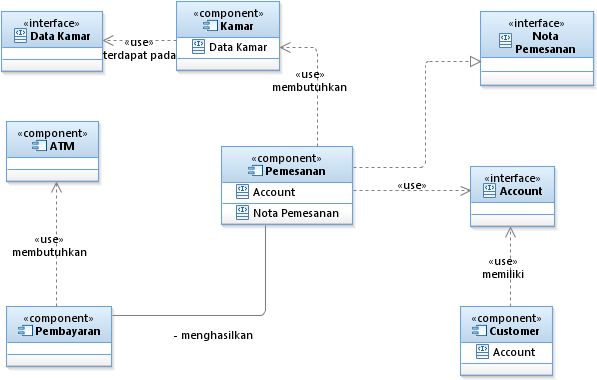 «interface»
Data Kamar
«use»
terdapat pada
«component»
Kamar
Data Kamar
«use»
membutuhkan
«interface»
Nota
Pemesanan
«component»
ATM
«component»
Pemesanan
Account
Nota Pemesanan
«use»
«interface»
Account
«use»
membutuhkan
«use»
memiliki
«component»
Pembayaran
- menghasilkan
«component»
Customer
Account